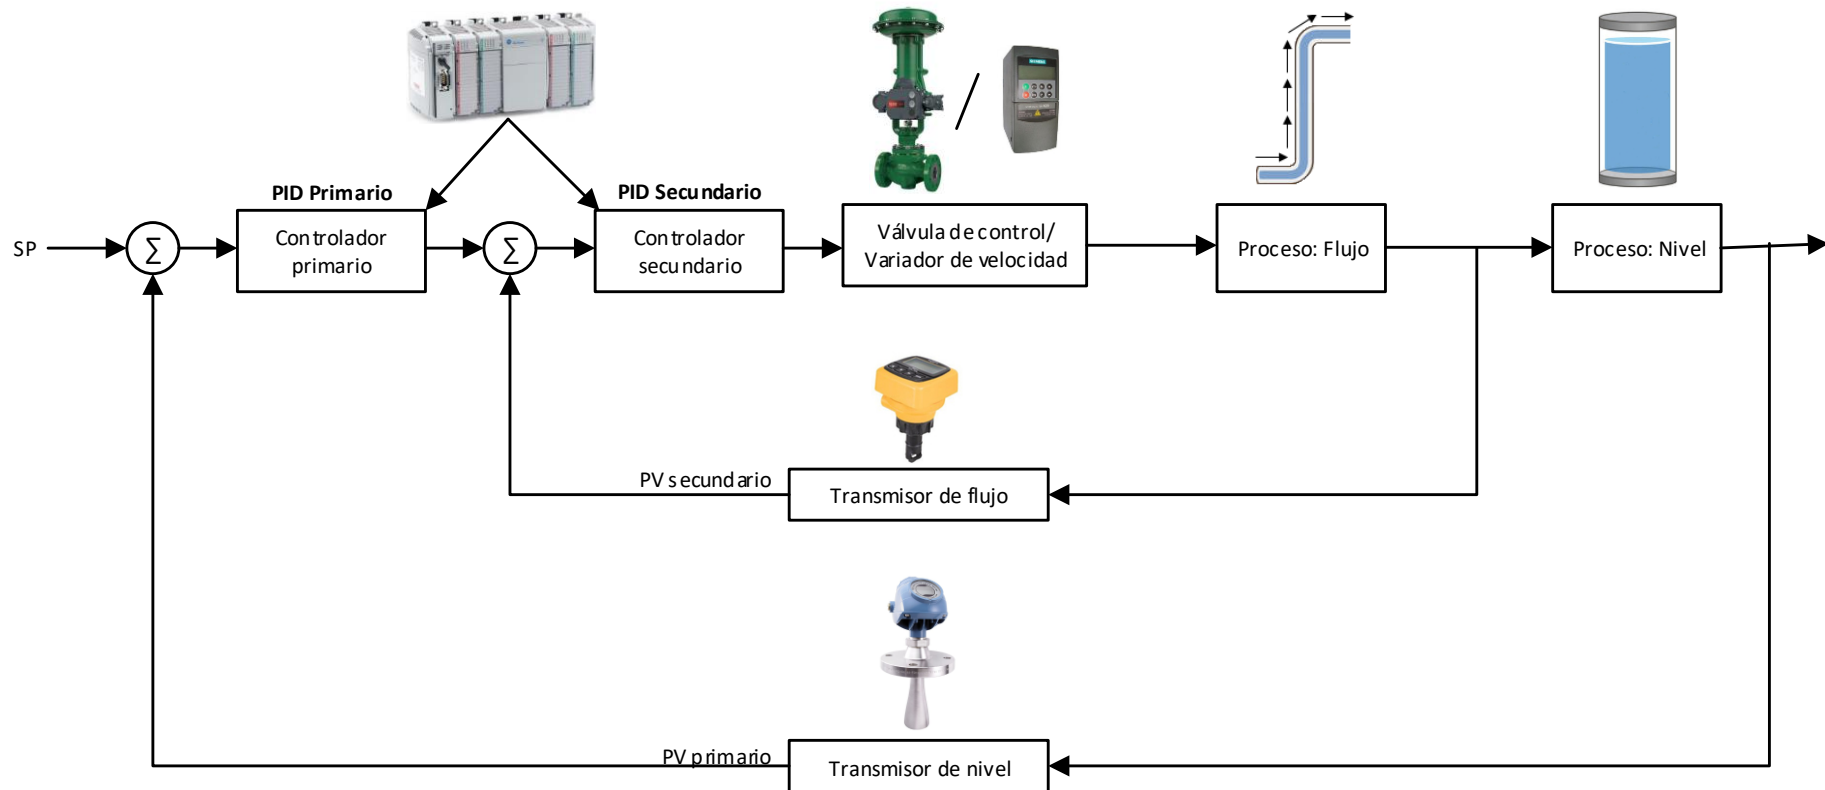 PID Primario
PID Secundario
SP
Σ
Controlador
primario
Σ
Controlador
secundario
Válvula de control/
Variador de velocidad
Proceso: Flujo
Proceso: Nivel
PV secundario
Transmisor de flujo
PV primario
Transmisor de nivel